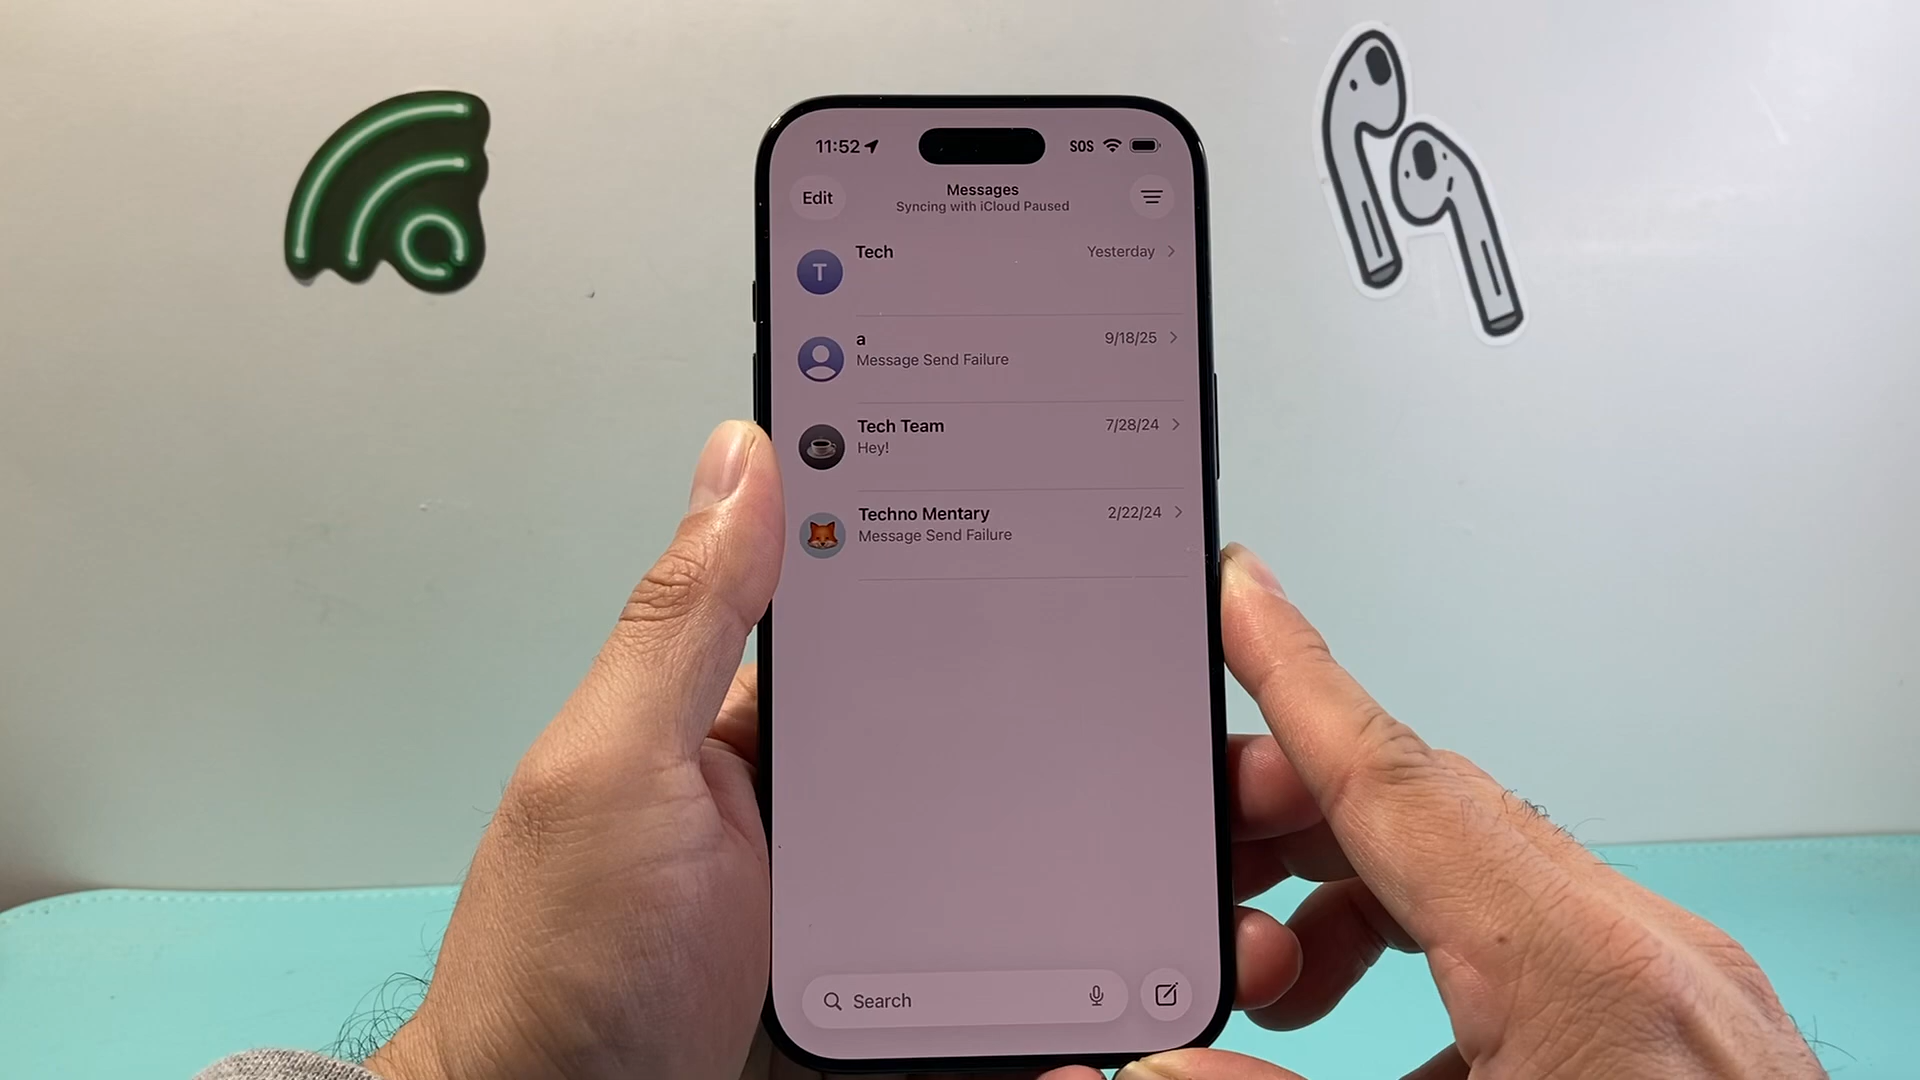 11:52 SOS
Edit
Messages
Syncing with iCloud Paused
T
Tech Yesterday
a 9/18/25
Message Send Failure
Tech Team 7/28/24
Hey!
Techno Mentary 2/22/24
Message Send Failure
Search